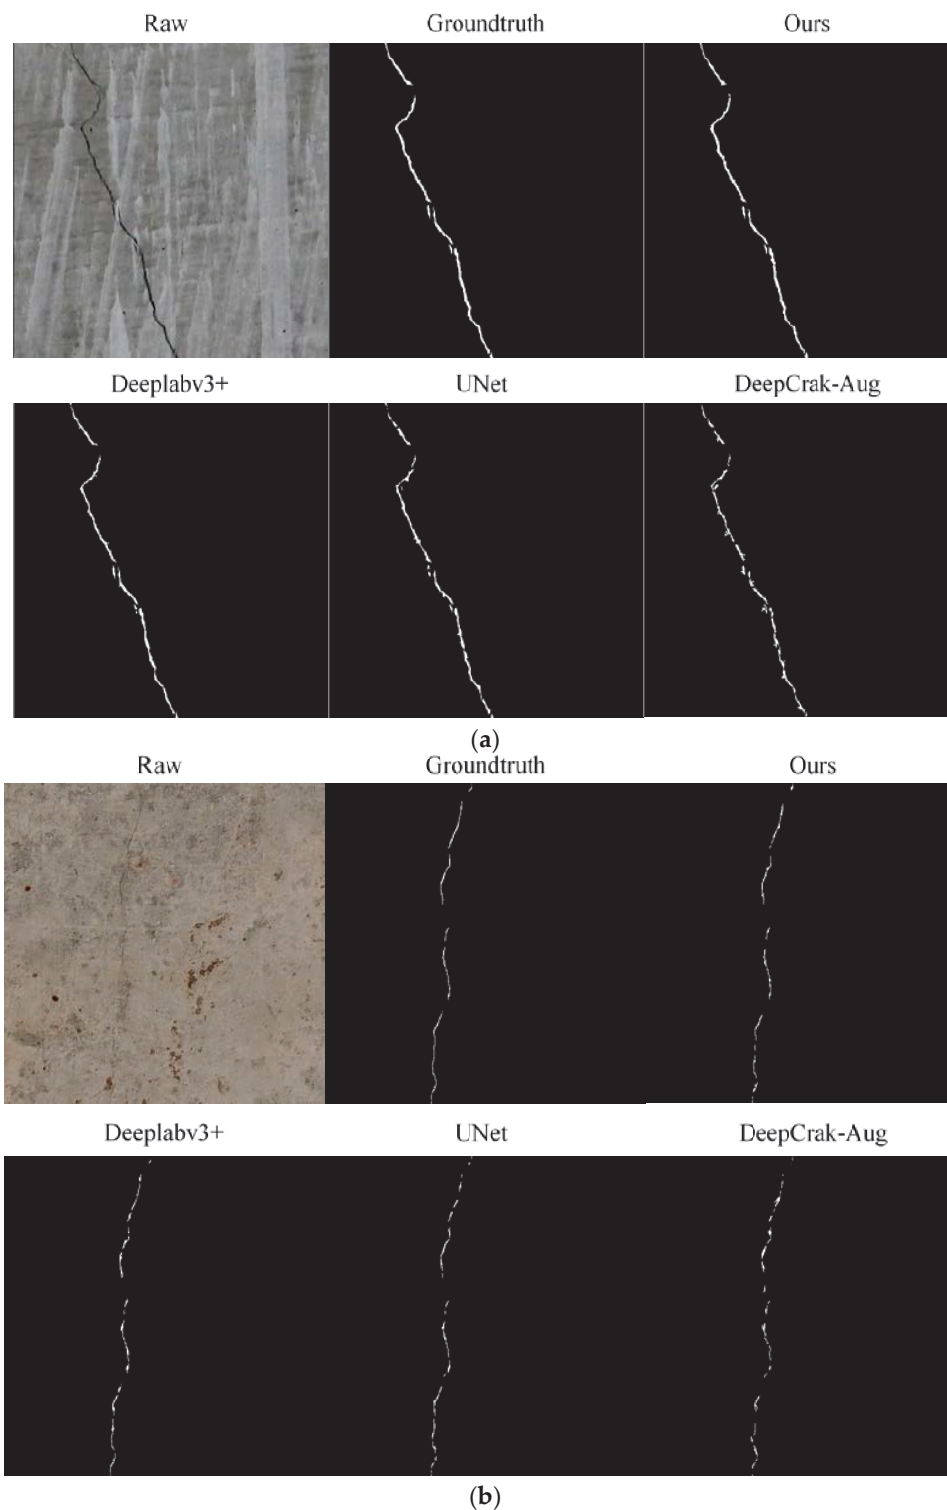 Raw Groundtruth Ours
Deeplabv3+ UNet DeepCrak-Aug
(a)
Raw Groundtruth Ours
Deeplabv3+ UNet DeepCrak-Aug
(b)